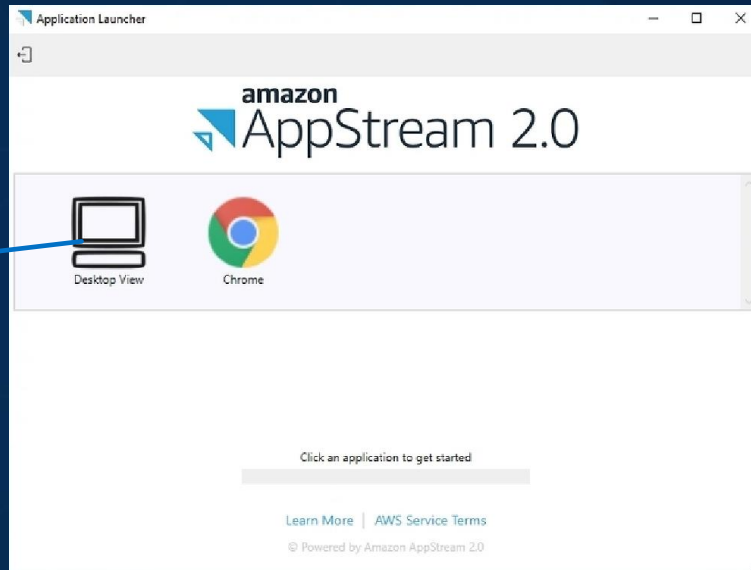 Application Launcher
amazon
AppStream 2.0
Desktop View
Chrome
Click an application to get started
Learn More | AWS Service Terms
© Powered by Amazon AppStream 2.0